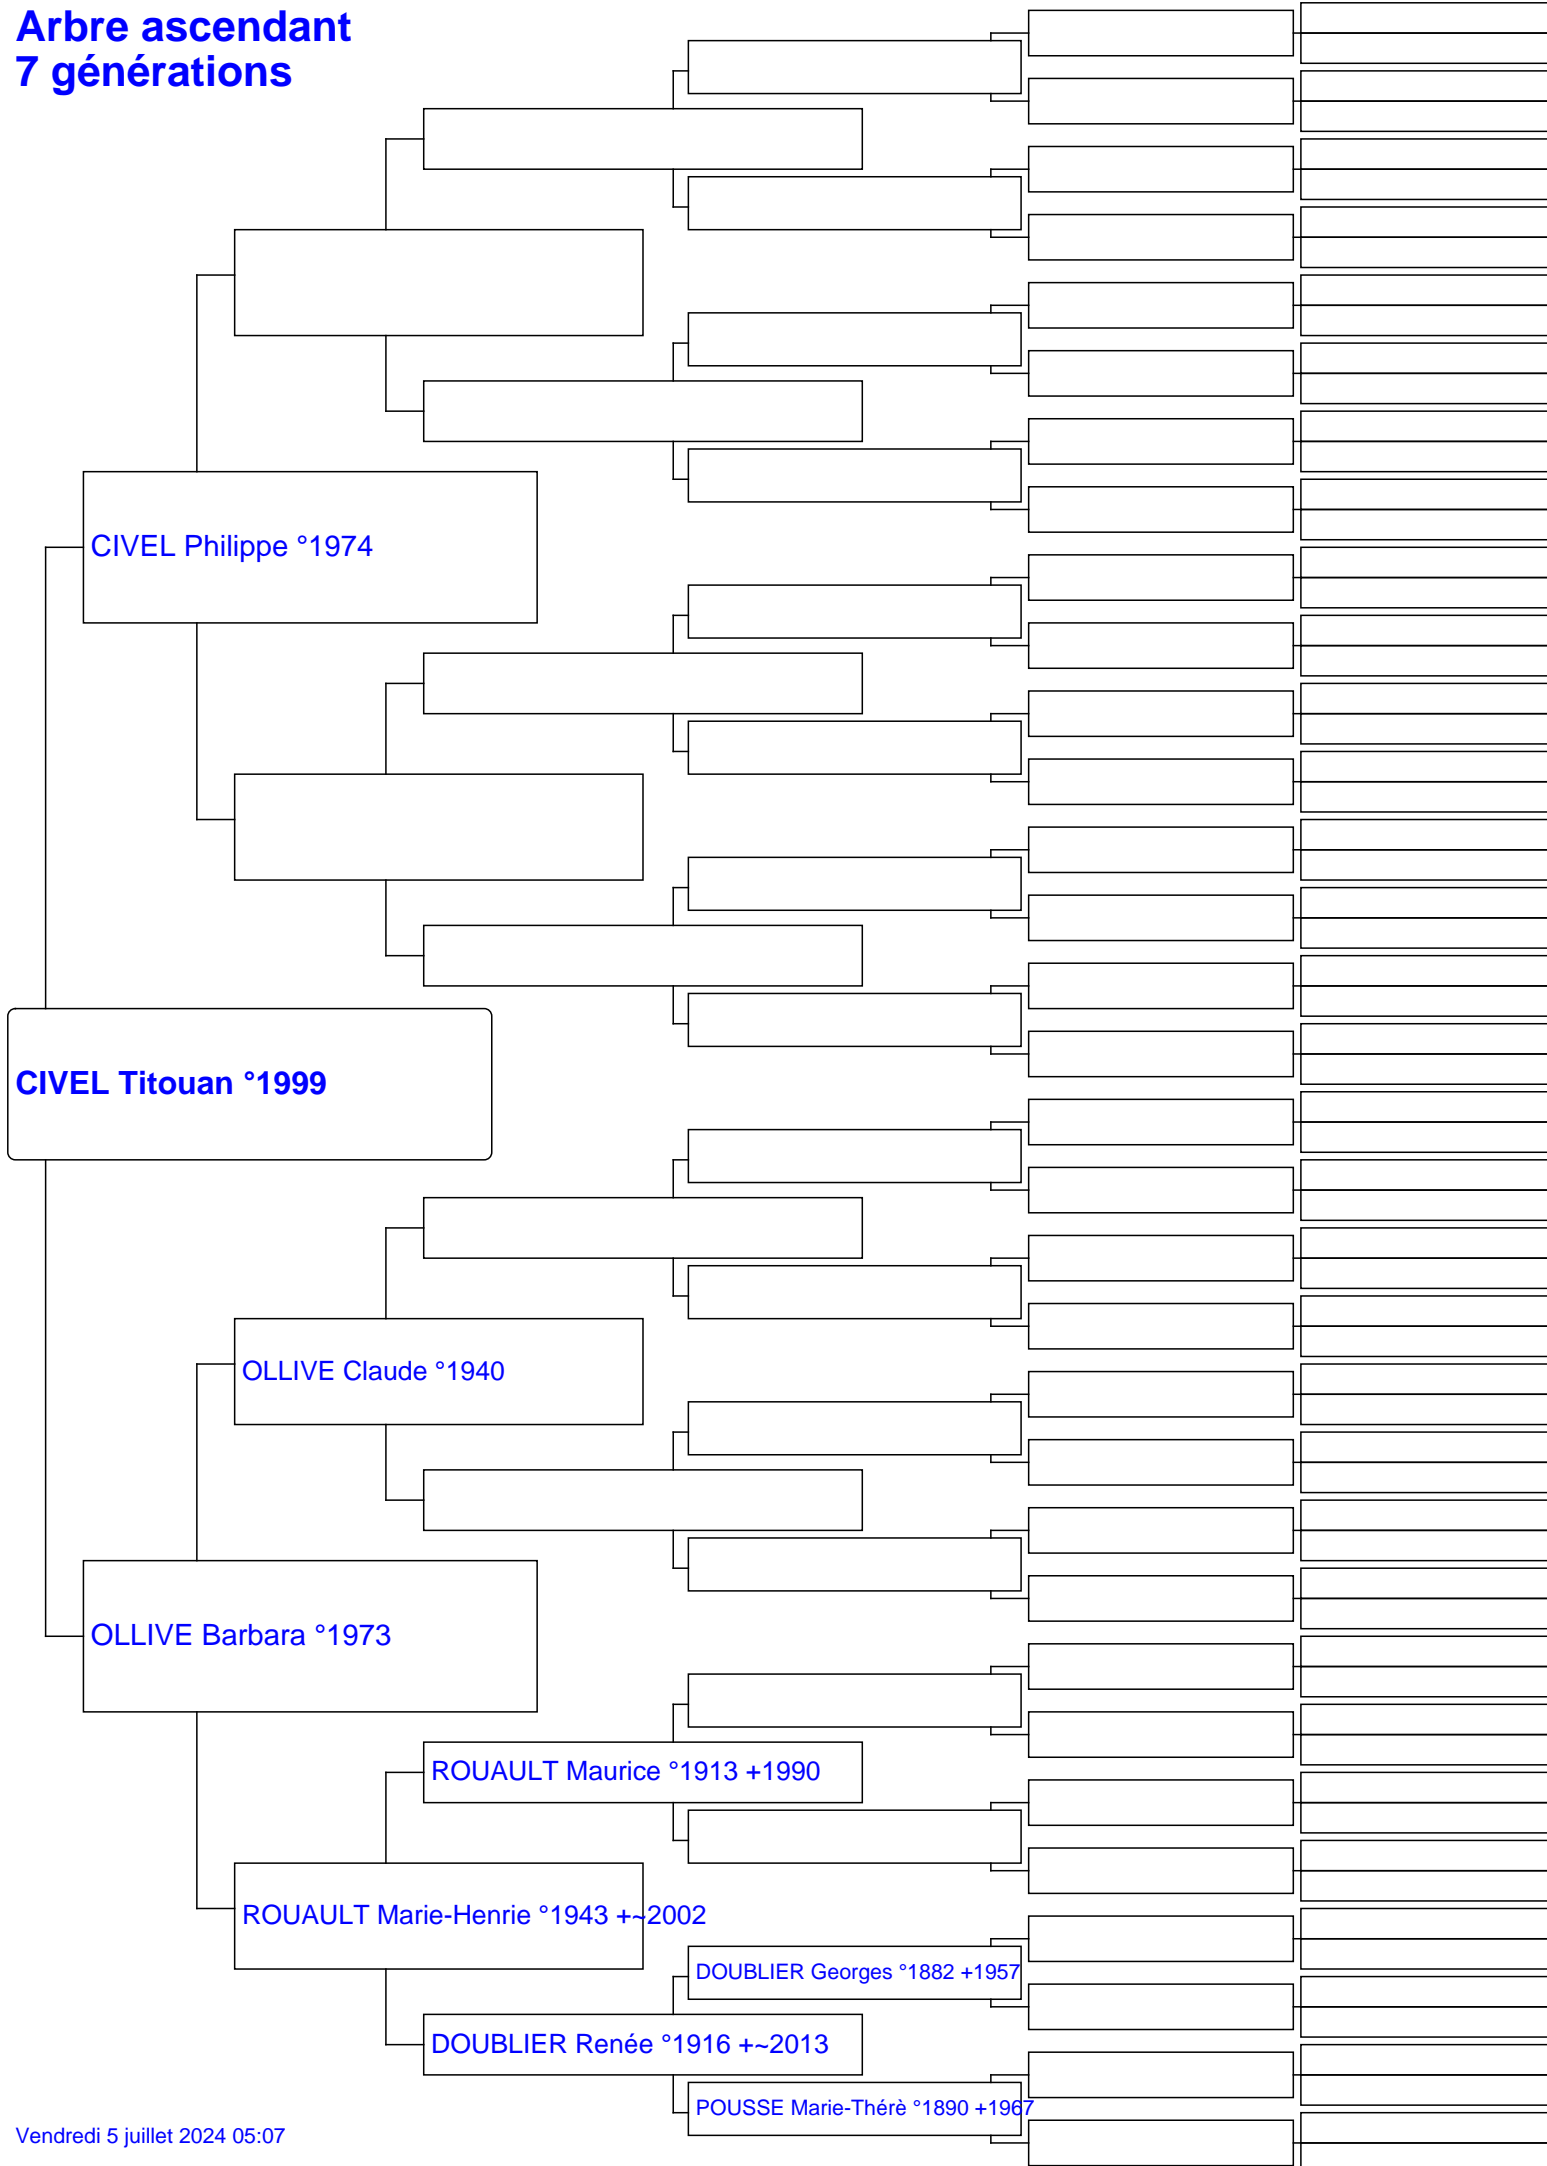 Arbre ascendant
7 générations
CIVEL Philippe °1974
CIVEL Titouan °1999
OLLIVE Claude °1940
OLLIVE Barbara °1973
ROUAULT Maurice °1913 +1990
ROUAULT Marie-Henrie °1943 +~2002
DOUBLIER Georges °1882 +1957
DOUBLIER Renée °1916 +~2013
POUSSE Marie-Thérè °1890 +1967
Vendredi 5 juillet 2024 05:07